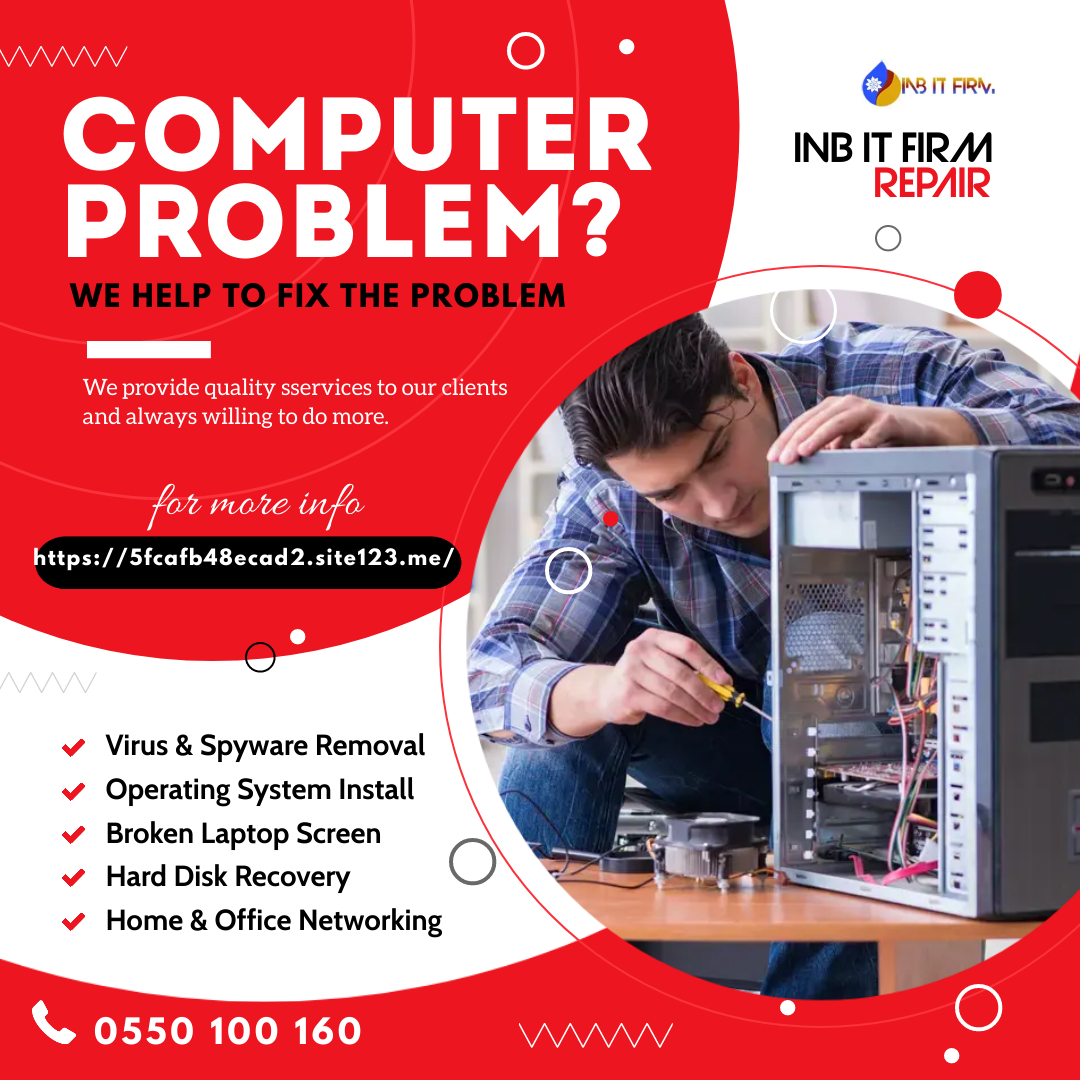 COMPUTER
PROBLEM?
WE HELP TO FIX THE PROBLEM
We provide quality sservices to our clients
and always willing to do more.
for more info
https://5fcafb48ecad2.site123.me/
INB IT FIRM
INB IT FIRM
REPAIR
Virus & Spyware Removal
Operating System Install
Broken Laptop Screen
Hard Disk Recovery
Home & Office Networking
0550 100 160